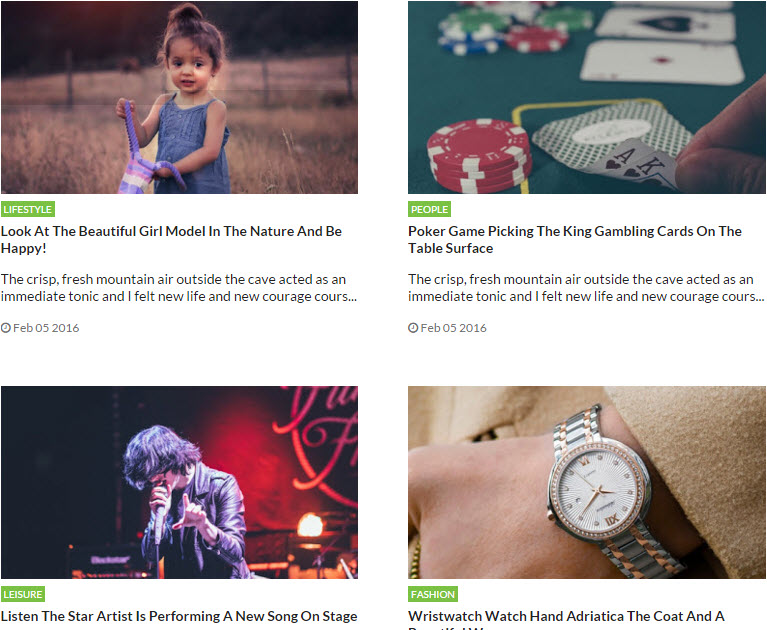 LIFESTYLE
Look At The Beautiful Girl Model In The Nature And Be
Happy!
The crisp, fresh mountain air outside the cave acted as an
immediate tonic and I felt new life and new courage cours...
Feb 05 2016
A K
PEOPLE
Poker Game Picking The King Gambling Cards On The
Table Surface
The crisp, fresh mountain air outside the cave acted as an
immediate tonic and I felt new life and new courage cours...
Feb 05 2016
LEISURE
Listen The Star Artist Is Performing A New Song On Stage
XII
FASHION
Wristwatch Watch Hand Adriatica The Coat And A